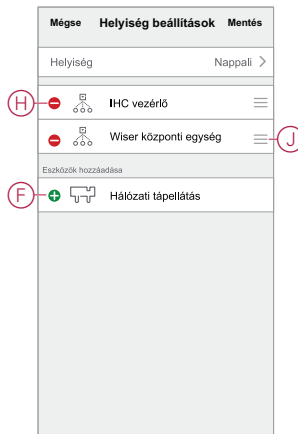 Mégse Helyiség beállítások Mentés
Helyiség Nappali >
H IHC vezérlő
Wiser központi egység J
Eszközök hozzáadása
F Hálózati tápellátás